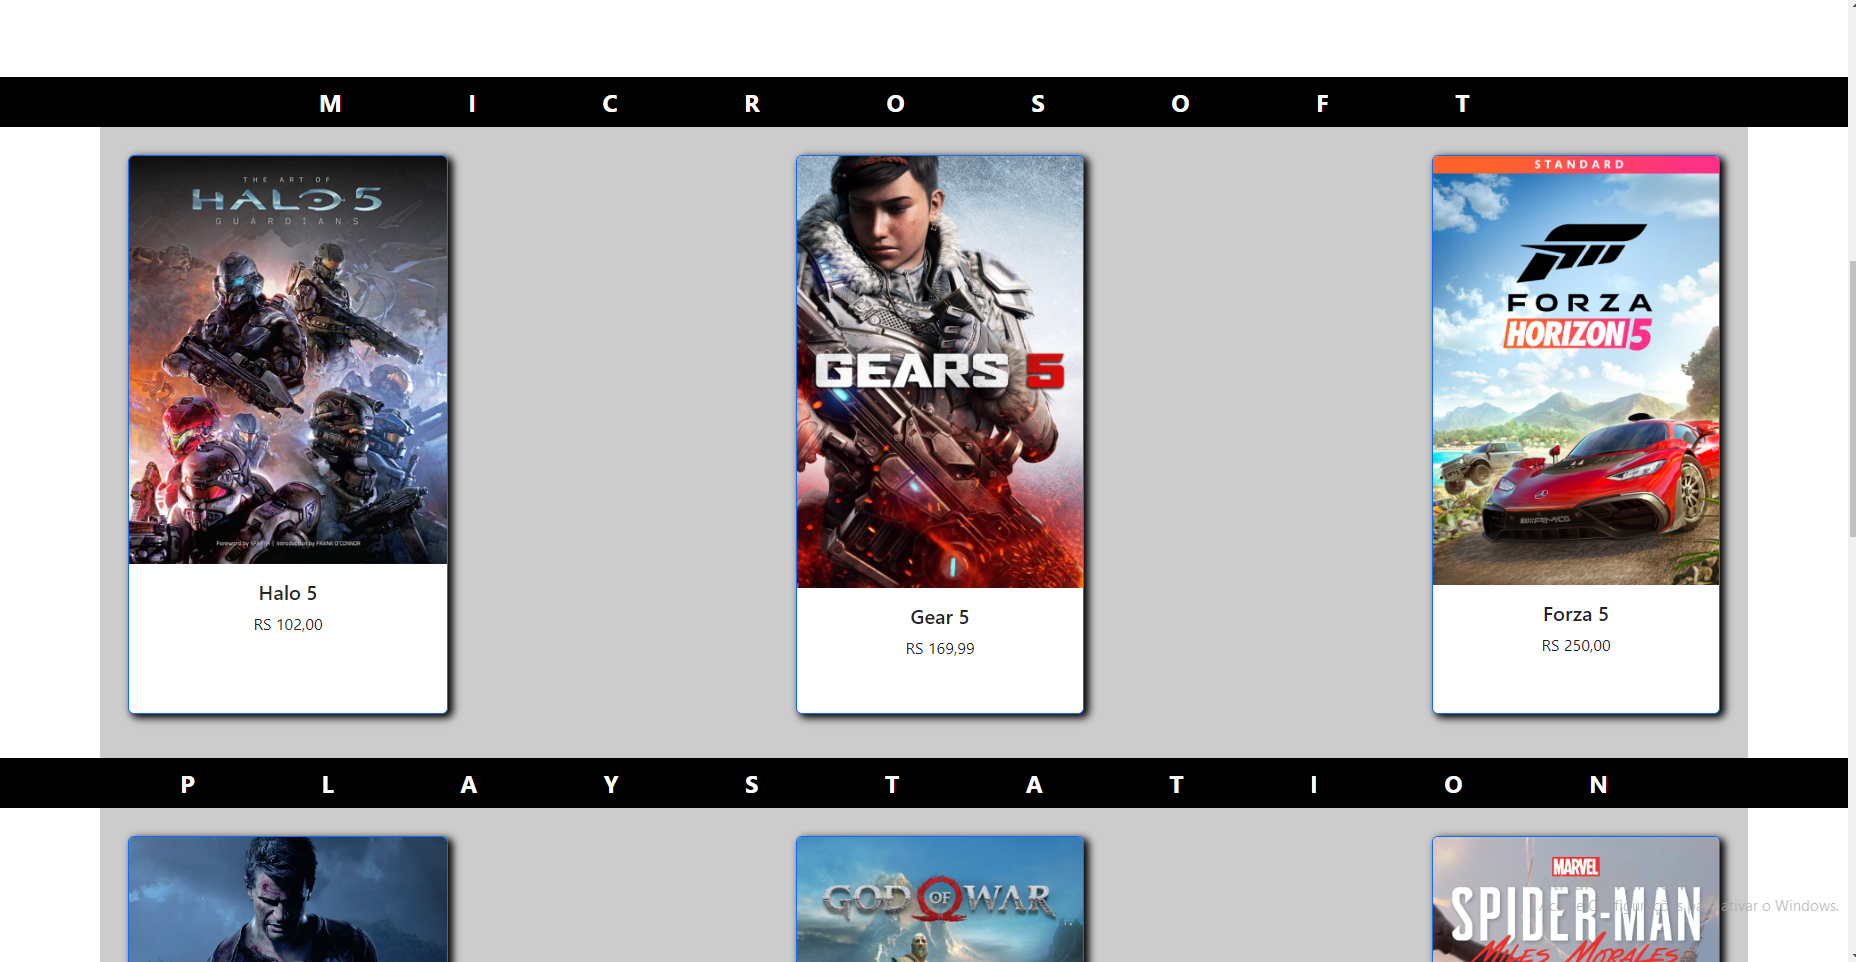 M I C R O S O F T
THE ART OF
HALO 5
GUARDIANS
Foreword by SPARTH | Introduction by FRANK O'CONNOR
Halo 5
RS 102,00
GEARS 5
Gear 5
RS 169,99
STANDARD
FORZA
HORIZON 5
AMG
Forza 5
RS 250,00
P L A Y S T A T I O N
GOD OF WAR
MARVEL
SPIDER-MAN
MILES MORALES
ativar o Windows.